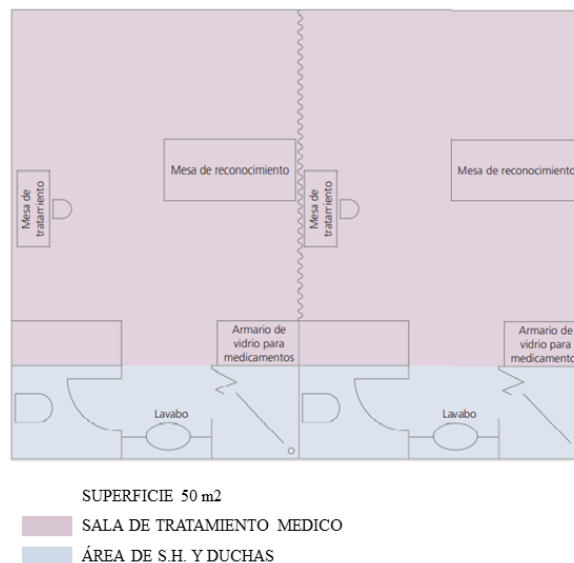 Mesa de reconocimiento
Mesa de reconocimiento
Mesa de
tratamiento
Mesa de
tratamiento
Armario de
vidrio para
medicamentos
Armario de
vidrio para
medicamento
Lavabo
Lavabo
SUPERFICIE 50 m2
SALA DE TRATAMIENTO MEDICO
ÁREA DE S.H. Y DUCHAS